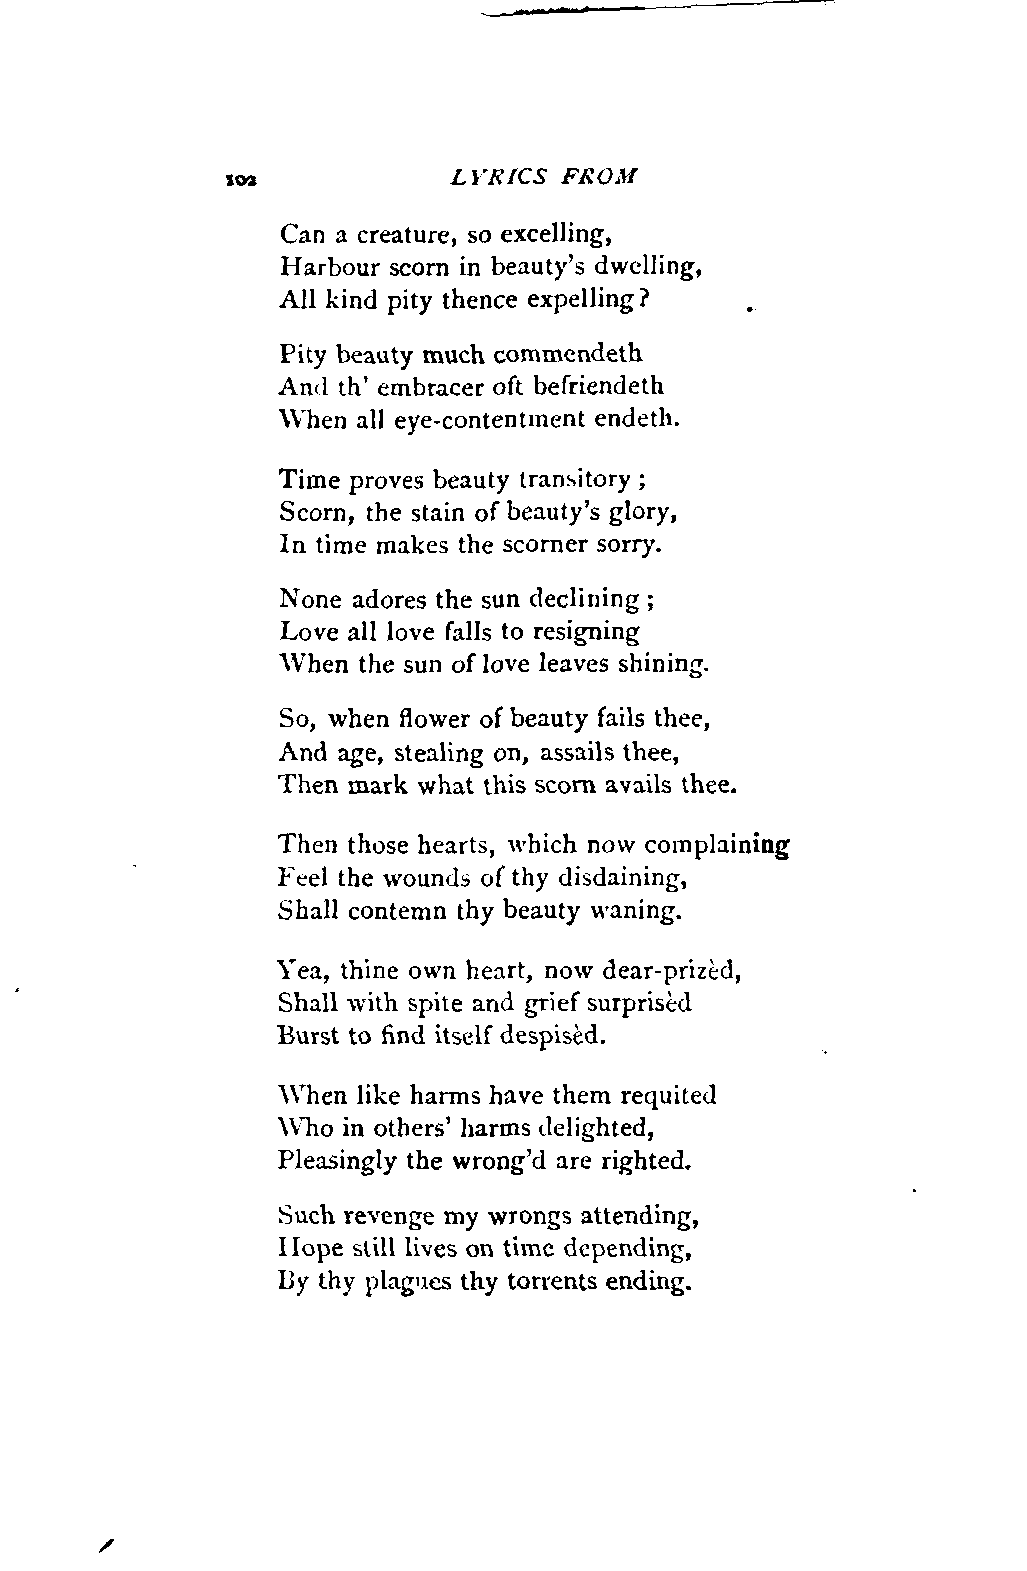 102 LYRICS FROM
Can a creature, so excelling,
Harbour scorn in beauty's dwelling,
All kind pity thence expelling?
Pity beauty much commendeth
And th' embracer oft befriendeth
When all eye-contentment endeth.
Time proves beauty transitory ;
Scorn, the stain of beauty's glory,
In time makes the scorner sorry.
None adores the sun declining ;
Love all love falls to resigning
When the sun of love leaves shining.
So, when flower of beauty fails thee,
And age, stealing on, assails thee,
Then mark what this scorn avails thee.
Then those hearts, which now complaining
Feel the wounds of thy disdaining,
Shall contemn thy beauty waning.
Yea, thine own heart, now dear-prizèd,
Shall with spite and grief surprisèd
Burst to find itself despisèd.
When like harms have them requited
Who in others' harms delighted,
Pleasingly the wrong'd are righted.
Such revenge my wrongs attending,
Hope still lives on time depending,
By thy plagues thy torrents ending.